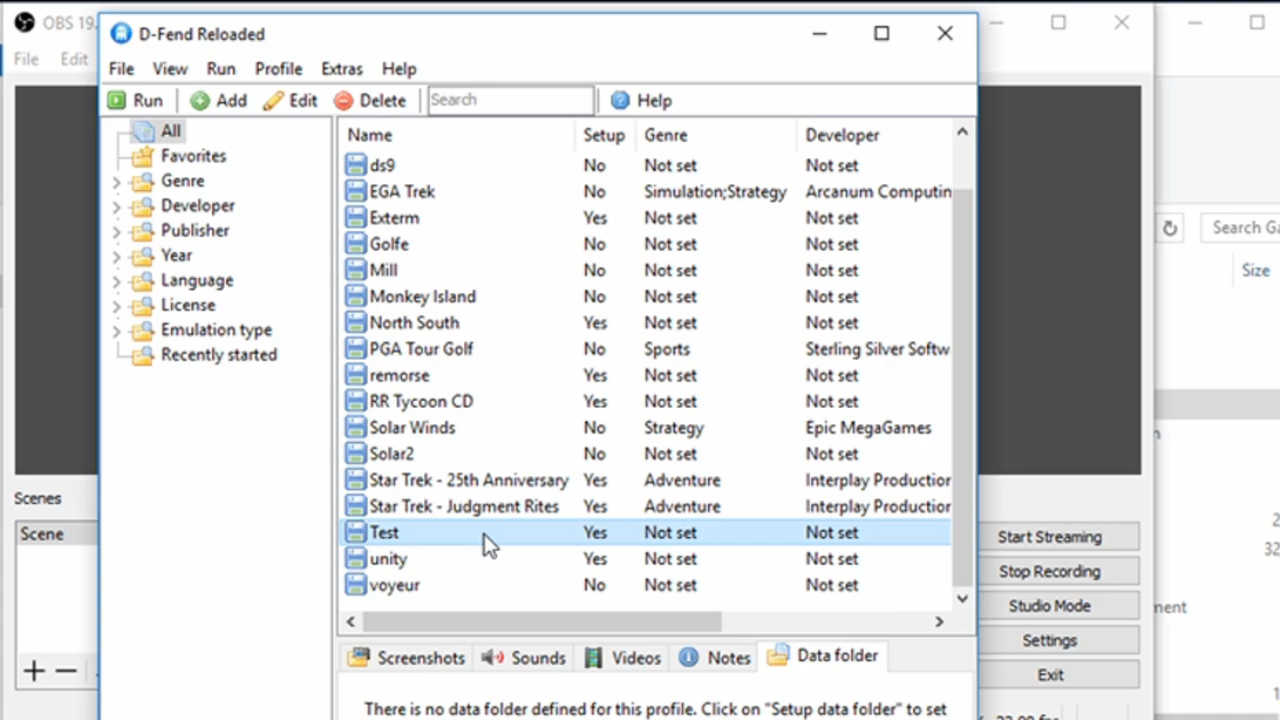 OBS 19.
File Edit
D-Fend Reloaded
File View Run Profile Extras Help
Run Add Edit Delete Search Help
All
Favorites
Genre
Developer
Publisher
Year
Language
License
Emulation type
Recently started
Name Setup Genre Developer
ds9 No Not set Not set
EGA Trek No Simulation;Strategy Arcanum Computin
Exterm Yes Not set Not set
Golfe No Not set Not set
Mill No Not set Not set
Monkey Island No Not set Not set
North South Yes Not set Not set
PGA Tour Golf No Sports Sterling Silver Softw
remorse Yes Not set Not set
RR Tycoon CD Yes Not set Not set
Solar Winds No Strategy Epic MegaGames
Solar2 No Not set Not set
Star Trek - 25th Anniversary Yes Adventure Interplay Production
Star Trek - Judgment Rites Yes Adventure Interplay Production
Test Yes Not set Not set
unity Yes Not set Not set
voyeur No Not set Not set
Screenshots Sounds Videos Notes Data folder
There is no data folder defined for this profile. Click on "Setup data folder" to set
Scenes
Scene
Start Streaming
Stop Recording
Studio Mode
Settings
Exit
Search Ga
Size
2
32
ment
1